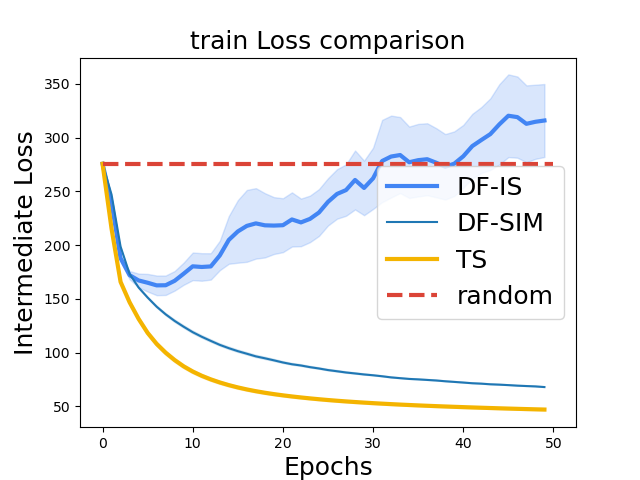 train Loss comparison
Intermediate Loss
350
300
250
200
150
100
50
DF-IS
DF-SIM
TS
random
0 10 20 30 40 50
Epochs